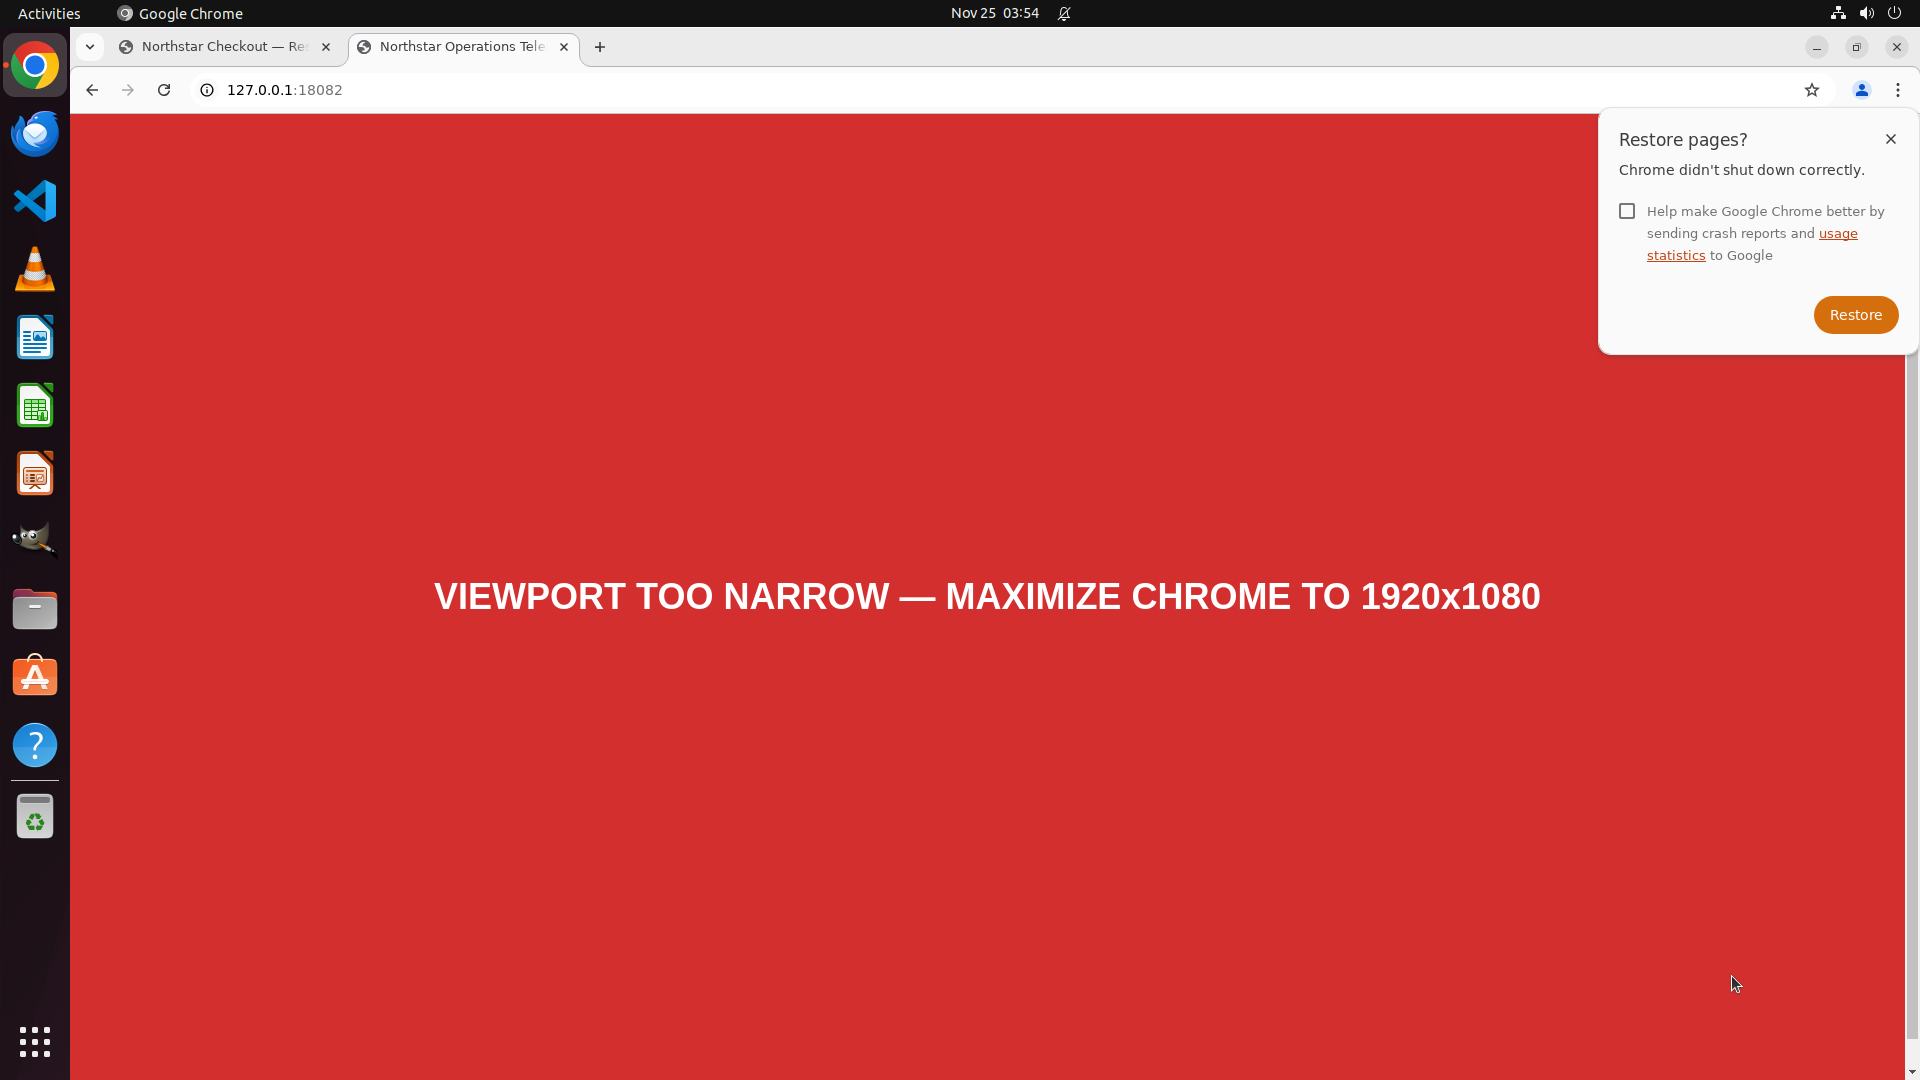 Activities
Google Chrome
Nov 25 03:54
Northstar Checkout — Res
Northstar Operations Tele
127.0.0.1:18082
Restore pages?
Chrome didn't shut down correctly.
Help make Google Chrome better by
sending crash reports and usage
statistics to Google
Restore
VIEWPORT TOO NARROW — MAXIMIZE CHROME TO 1920x1080